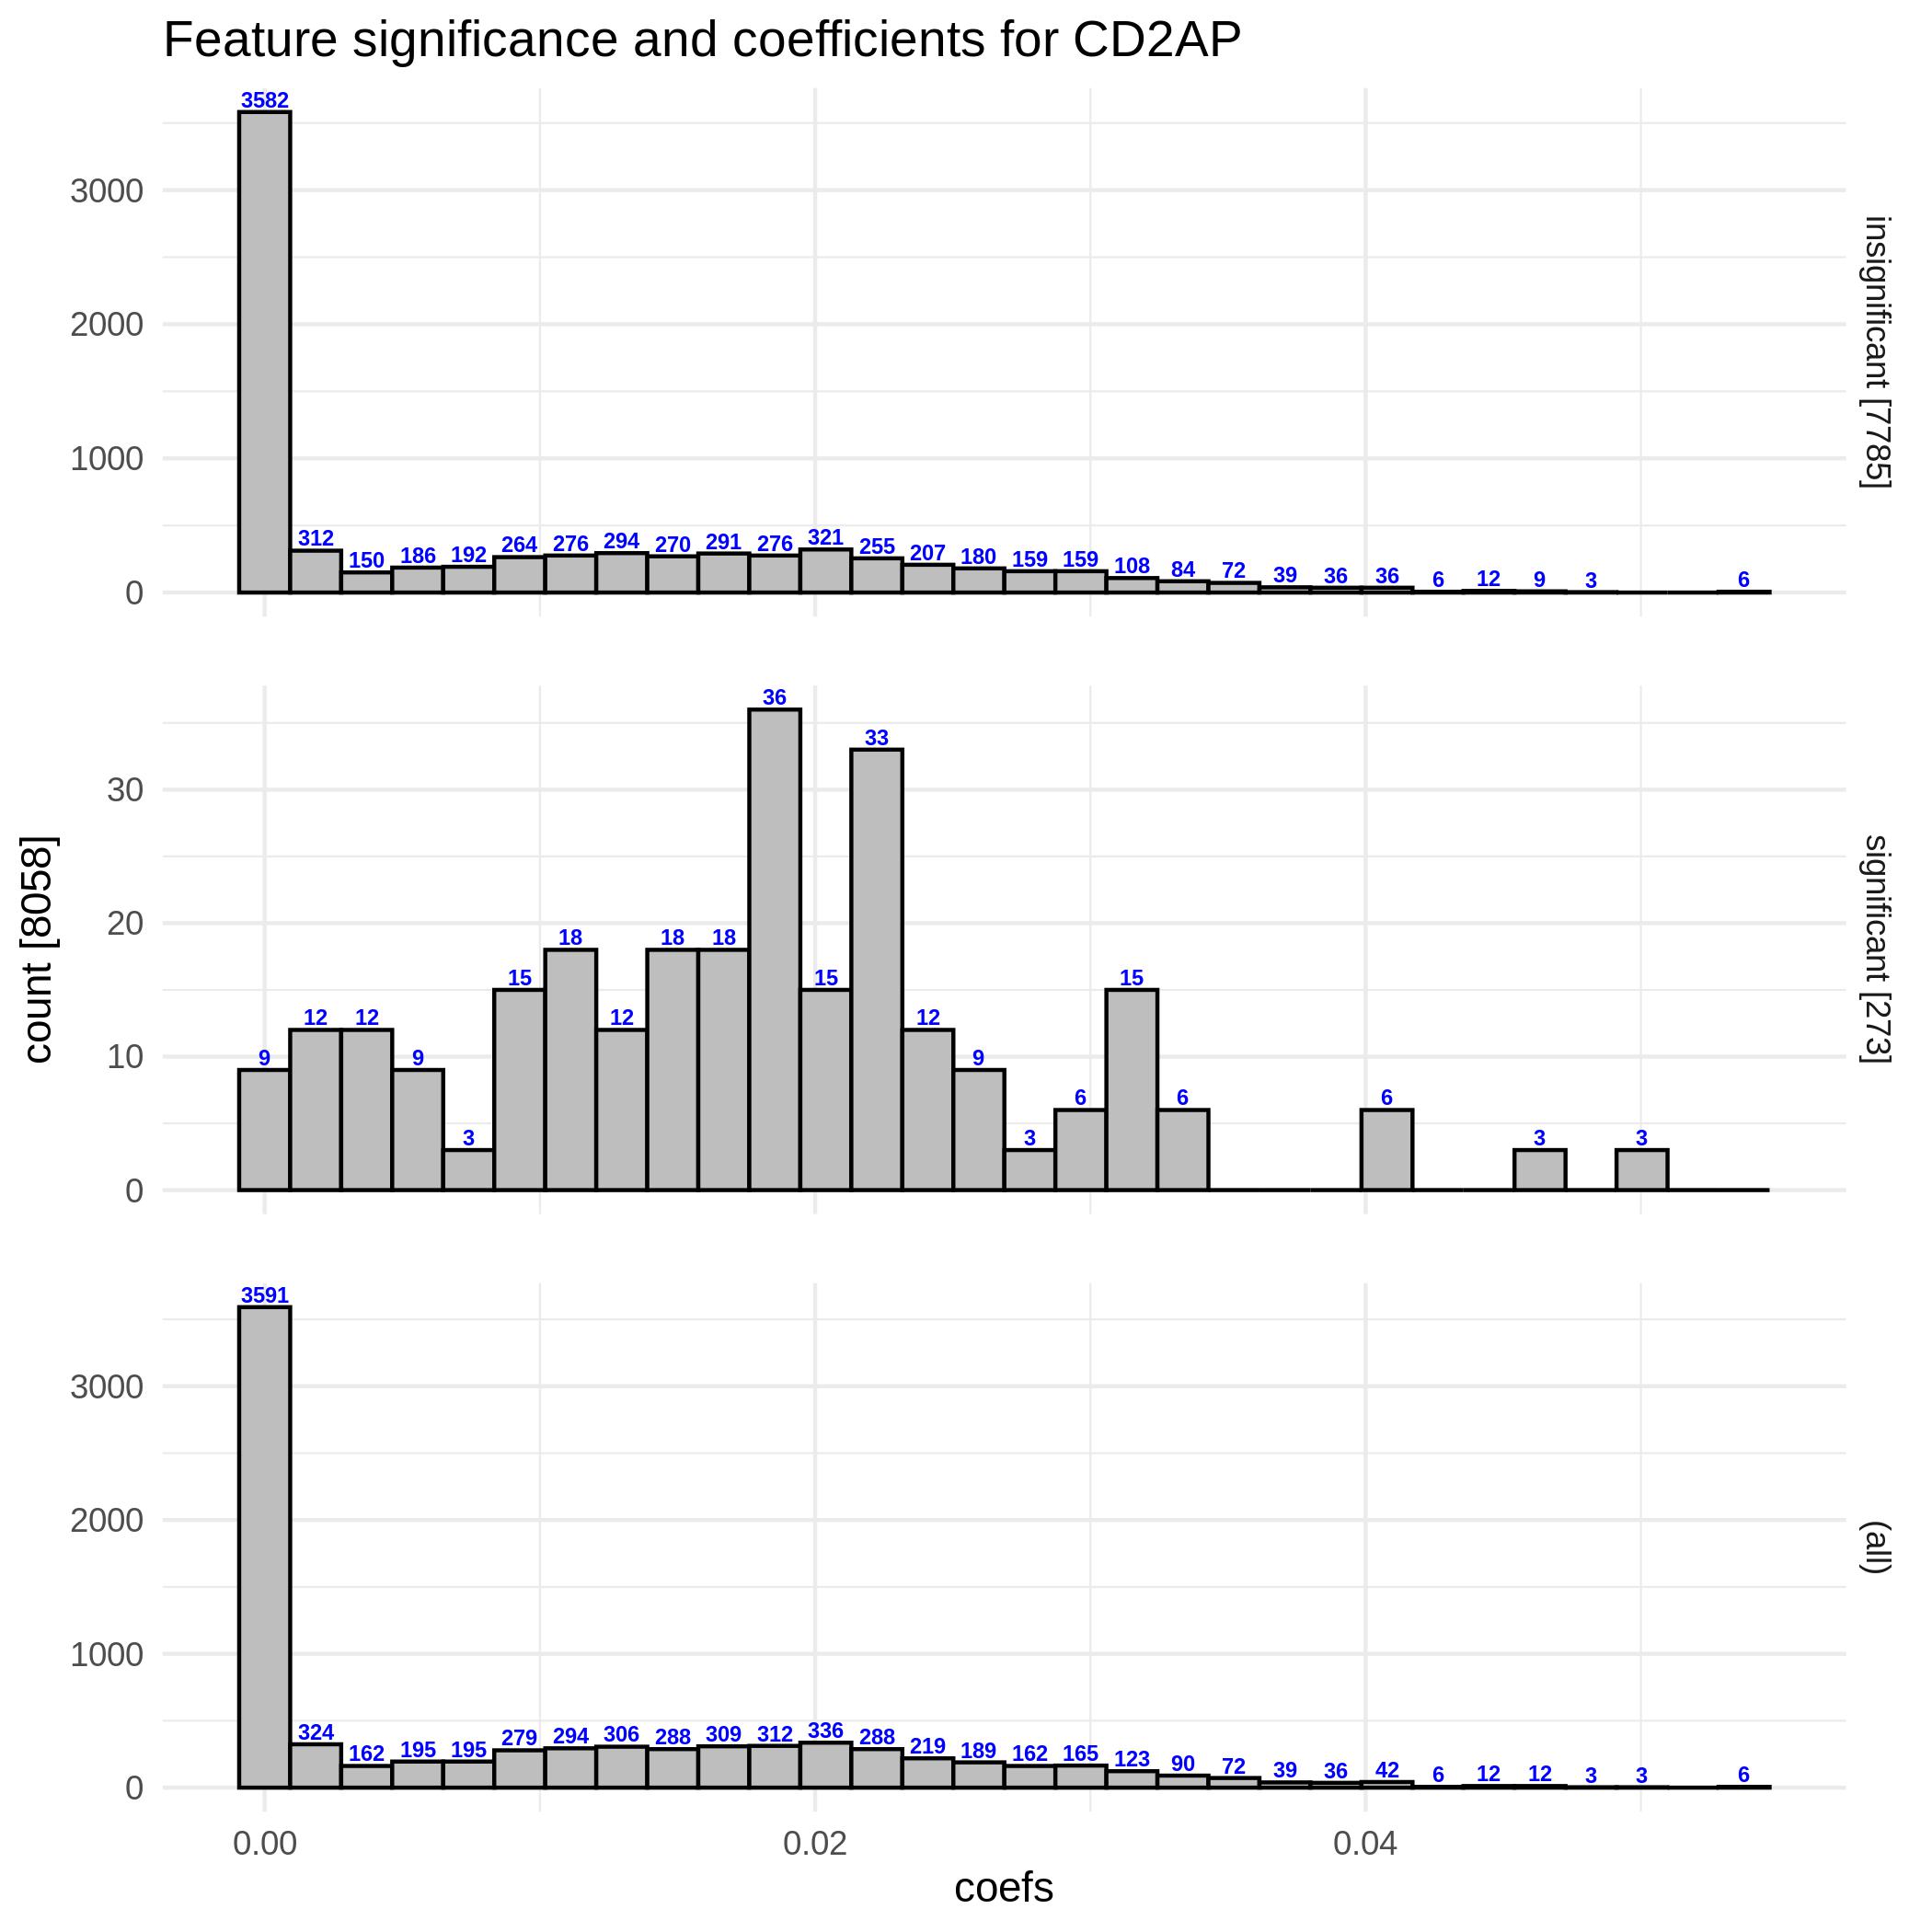 Feature significance and coefficients for CD2AP
3582
312 150 186 192 264 276 294 270 291 276 321 255 207 180 159 159 108 84 72 39 36 36 6 12 9 3 6
3000
2000
1000
0
insignificant [7785]
9 12 12 9 3 15 18 12 18 18 36 15 33 12 9 3 6 15 6 6 3 3
30
20
10
0
significant [273]
count [8058]
3591
324 162 195 195 279 294 306 288 309 312 336 288 219 189 162 165 123 90 72 39 36 42 6 12 12 3 3 6
3000
2000
1000
0
(all)
0.00 0.02 0.04
coefs